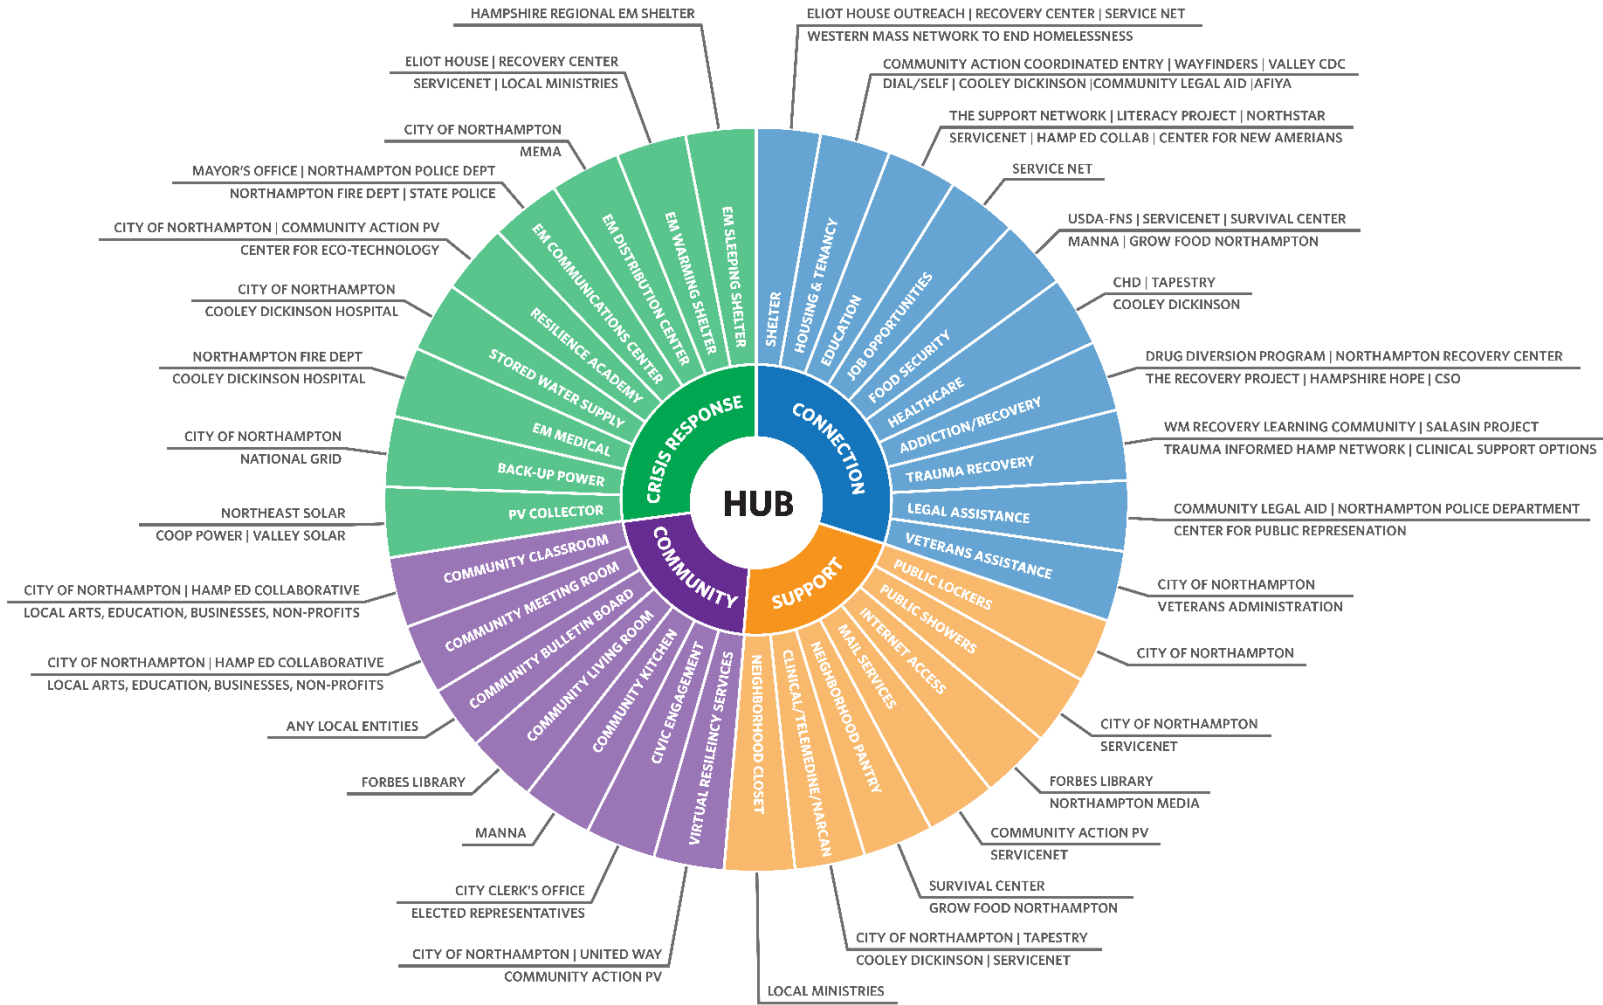 HAMPSHIRE REGIONAL EM SHELTER
ELIOT HOUSE | RECOVERY CENTER
SERVICENET | LOCAL MINISTRIES
CITY OF NORTHAMPTON
MEMA
MAYOR'S OFFICE | NORTHAMPTON POLICE DEPT
NORTHAMPTON FIRE DEPT | STATE POLICE
CITY OF NORTHAMPTON | COMMUNITY ACTION PV
CENTER FOR ECO-TECHNOLOGY
CITY OF NORTHAMPTON
COOLEY DICKINSON HOSPITAL
NORTHAMPTON FIRE DEPT
COOLEY DICKINSON HOSPITAL
CITY OF NORTHAMPTON
NATIONAL GRID
NORTHEAST SOLAR
COOP POWER | VALLEY SOLAR
CITY OF NORTHAMPTON | HAMP ED COLLABORATIVE
LOCAL ARTS, EDUCATION, BUSINESSES, NON-PROFITS
CITY OF NORTHAMPTON | HAMP ED COLLABORATIVE
LOCAL ARTS, EDUCATION, BUSINESSES, NON-PROFITS
ANY LOCAL ENTITIES
FORBES LIBRARY
MANNA
CITY CLERK'S OFFICE
ELECTED REPRESENTATIVES
CITY OF NORTHAMPTON | UNITED WAY
COMMUNITY ACTION PV
ELIOT HOUSE OUTREACH | RECOVERY CENTER | SERVICE NET
WESTERN MASS NETWORK TO END HOMELESSNESS
COMMUNITY ACTION COORDINATED ENTRY | WAYFINDERS | VALLEY CDC
DIAL/SELF | COOLEY DICKINSON |COMMUNITY LEGAL AID |AFIYA
THE SUPPORT NETWORK | LITERACY PROJECT | NORTHSTAR
SERVICENET | HAMP ED COLLAB | CENTER FOR NEW AMERIANS
SERVICE NET
USDA-FNS | SERVICENET | SURVIVAL CENTER
MANNA | GROW FOOD NORTHAMPTON
CHD | TAPESTRY
COOLEY DICKINSON
DRUG DIVERSION PROGRAM | NORTHAMPTON RECOVERY CENTER
THE RECOVERY PROJECT | HAMPSHIRE HOPE | CSO
WM RECOVERY LEARNING COMMUNITY | SALASIN PROJECT
TRAUMA INFORMED HAMP NETWORK | CLINICAL SUPPORT OPTIONS
COMMUNITY LEGAL AID | NORTHAMPTON POLICE DEPARTMENT
CENTER FOR PUBLIC REPRESENATION
CITY OF NORTHAMPTON
VETERANS ADMINISTRATION
CITY OF NORTHAMPTON
CITY OF NORTHAMPTON
SERVICENET
FORBES LIBRARY
NORTHAMPTON MEDIA
COMMUNITY ACTION PV
SERVICENET
SURVIVAL CENTER
GROW FOOD NORTHAMPTON
CITY OF NORTHAMPTON | TAPESTRY
COOLEY DICKINSON | SERVICENET
LOCAL MINISTRIES
HUB
CRISIS RESPONSE
EM SLEEPING SHELTER
EM WARMING SHELTER
EM DISTRIBUTION CENTER
EM COMMUNICATIONS CENTER
RESILIENCE ACADEMY
STORED WATER SUPPLY
EM MEDICAL
BACK-UP POWER
PV COLLECTOR
CONNECTION
SHELTER
HOUSING & TENANCY
EDUCATION
JOB OPPORTUNITIES
FOOD SECURITY
HEALTHCARE
ADDICTION/RECOVERY
TRAUMA RECOVERY
LEGAL ASSISTANCE
VETERANS ASSISTANCE
SUPPORT
PUBLIC LOCKERS
PUBLIC SHOWERS
INTERNET ACCESS
MAIL SERVICES
NEIGHBORHOOD PANTRY
CLINICAL/TELEMEDINE/NARCAN
NEIGHBORHOOD CLOSET
COMMUNITY
COMMUNITY CLASSROOM
COMMUNITY MEETING ROOM
COMMUNITY BULLETIN BOARD
COMMUNITY LIVING ROOM
COMMUNITY KITCHEN
CIVIC ENGAGEMENT
VIRTUAL RESILEINCY SERVICES